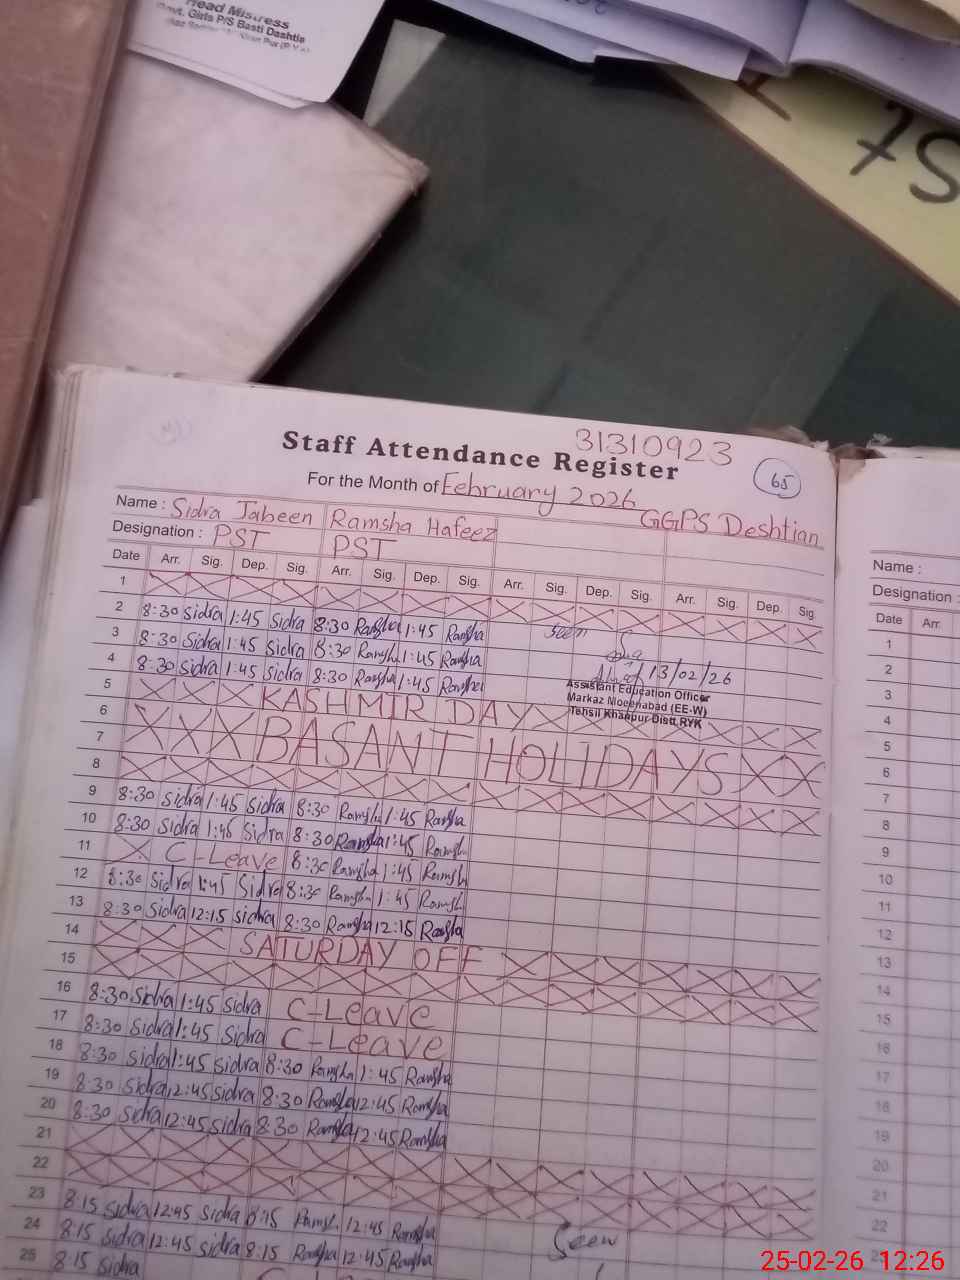 Head Mistress
Govt. Girls P/S Basti Dashtia
St
31310923
Staff Attendance Register
65
For the Month of February 2026
GGPS Deshtian
Name : Sidra Jabeen Ramsha Hafeez
Designation : PST PST
Date Arr. Sig. Dep. Sig. Arr. Sig. Dep. Sig. Arr. Sig. Dep. Sig. Arr. Sig. Dep. Sig.
1
2 8:30 Sidra 1:45 Sidra 8:30 Ramsha 1:45 Ramsha
3 8:30 Sidra 1:45 Sidra 8:30 Ramsha 1:45 Ramsha
Seen
4 8:30 Sidra 1:45 Sidra 8:30 Ramsha 1:45 Ramsha
13/02/26
Assistant Education Officer
Markaz Moeenabad (EE-W)
Tehsil Khanpur Distt. RYK
5 KASHMIR DAY
6
7 BASANT HOLIDAYS
8
9 8:30 Sidra 1:45 Sidra 8:30 Ramsha 1:45 Ramsha
10 8:30 Sidra 1:45 Sidra 8:30 Ramsha 1:45 Ramsha
11 C-Leave 8:30 Ramsha 1:45 Ramsha
12 8:30 Sidra 1:45 Sidra 8:30 Ramsha 1:45 Ramsha
13 8:30 Sidra 12:15 Sidra 8:30 Ramsha 12:15 Ramsha
14 SATURDAY OFF
15
16 8:30 Sidra 1:45 Sidra C-Leave
17 8:30 Sidra 1:45 Sidra C-Leave
18 8:30 Sidra 1:45 Sidra 8:30 Ramsha 1:45 Ramsha
19 8:30 Sidra 12:45 Sidra 8:30 Ramsha 12:45 Ramsha
20 8:30 Sidra 12:45 Sidra 8:30 Ramsha 12:45 Ramsha
21
22
23 8:15 Sidra 12:45 Sidra 8:15 Ramsha 12:45 Ramsha
24 8:15 Sidra 12:45 Sidra 8:15 Ramsha 12:45 Ramsha
Seen
25 8:15 Sidra
Name :
Designation :
Date Arr.
1
2
3
4
5
6
7
8
9
10
11
12
13
14
15
16
17
18
19
20
21
22
25-02-26 12:26